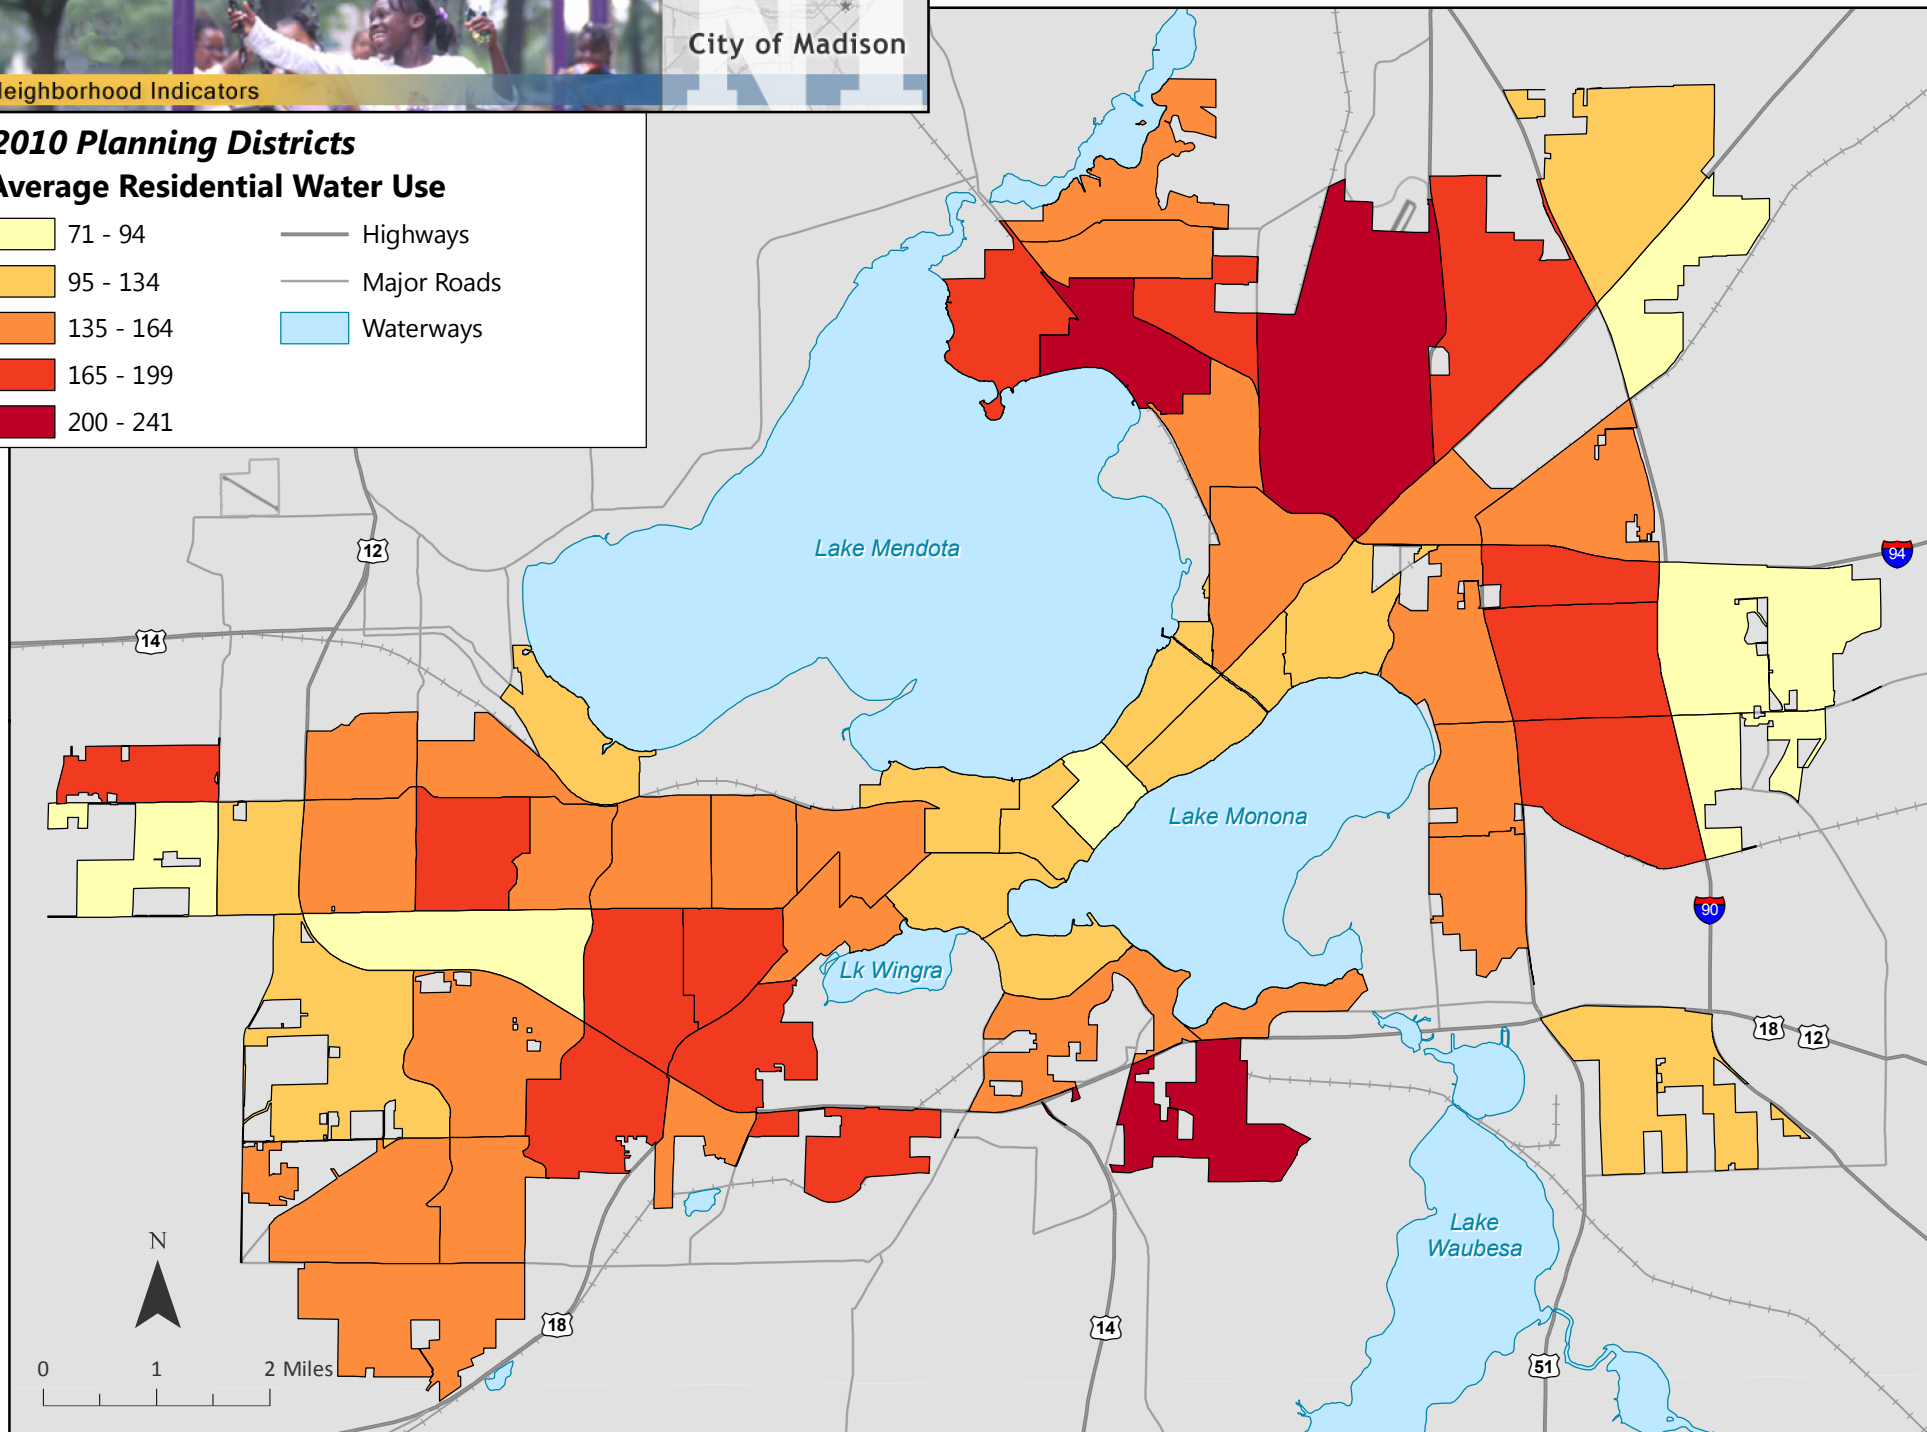 City of Madison
Neighborhood Indicators
2010 Planning Districts
Average Residential Water Use
71 - 94
Highways
95 - 134
Major Roads
135 - 164
Waterways
165 - 199
200 - 241
12
14
94
Lake Mendota
Lake Monona
Lk Wingra
90
18
12
Lake
Waubesa
N
18
14
51
0 1 2 Miles